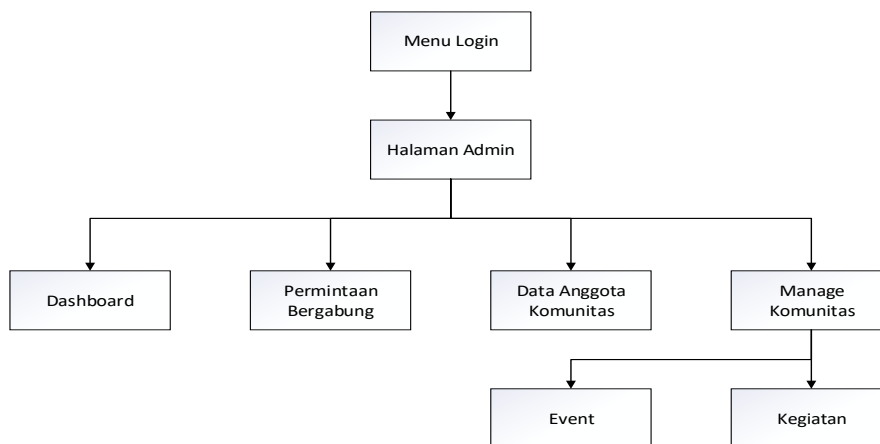 Menu Login
Halaman Admin
Dashboard
Permintaan
Bergabung
Data Anggota
Komunitas
Manage
Komunitas
Event
Kegiatan